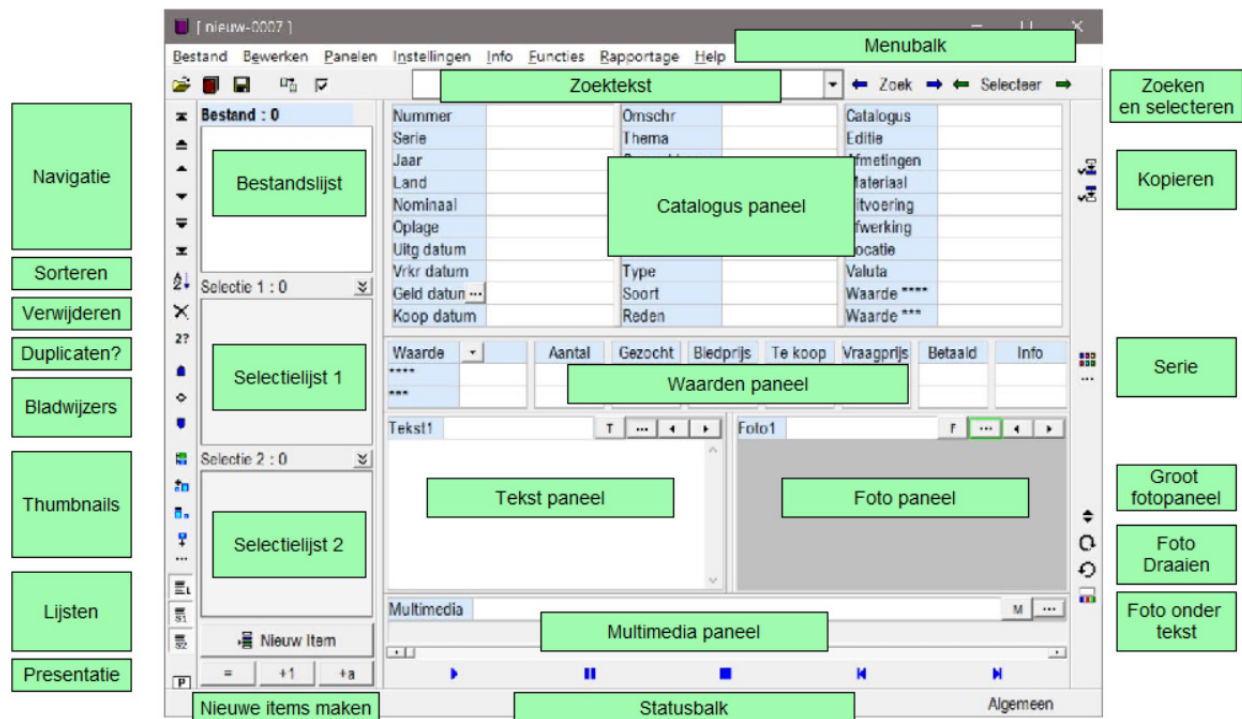 [ nieuw-0007 ]
Bestand Bewerken Panelen Instellingen Info Functies Rapportage Help
Menubalk
Zoektekst
Zoek Selecteer
Zoeken
en selecteren
Navigatie
Sorteren
Verwijderen
Duplicaten?
Bladwijzers
Thumbnails
Lijsten
Presentatie
2?
L
S1
S2
P
Bestand : 0
Bestandslijst
Selectie 1 : 0
Selectielijst 1
Selectie 2 : 0
Selectielijst 2
Nieuw Item
= +1 +a
Nieuwe items maken
Nummer Omschr Catalogus
Serie Thema Editie
Jaar Afmetingen
Land Materiaal
Nominaal Uitvoering
Oplage Afwerking
Uitg datum Locatie
Vrkr datum Type Valuta
Geld datum ... Soort Waarde ****
Koop datum Reden Waarde ***
Catalogus paneel
Waarde Aantal Gezocht Biedprijs Te koop Vraagprijs Betaald Info
****
***
Waarden paneel
Tekst1 T ... Foto1 F ...
Tekst paneel
Foto paneel
Multimedia M ...
Multimedia paneel
Statusbalk
Algemeen
Kopieren
Serie
Groot
fotopaneel
Foto
Draaien
Foto onder
tekst